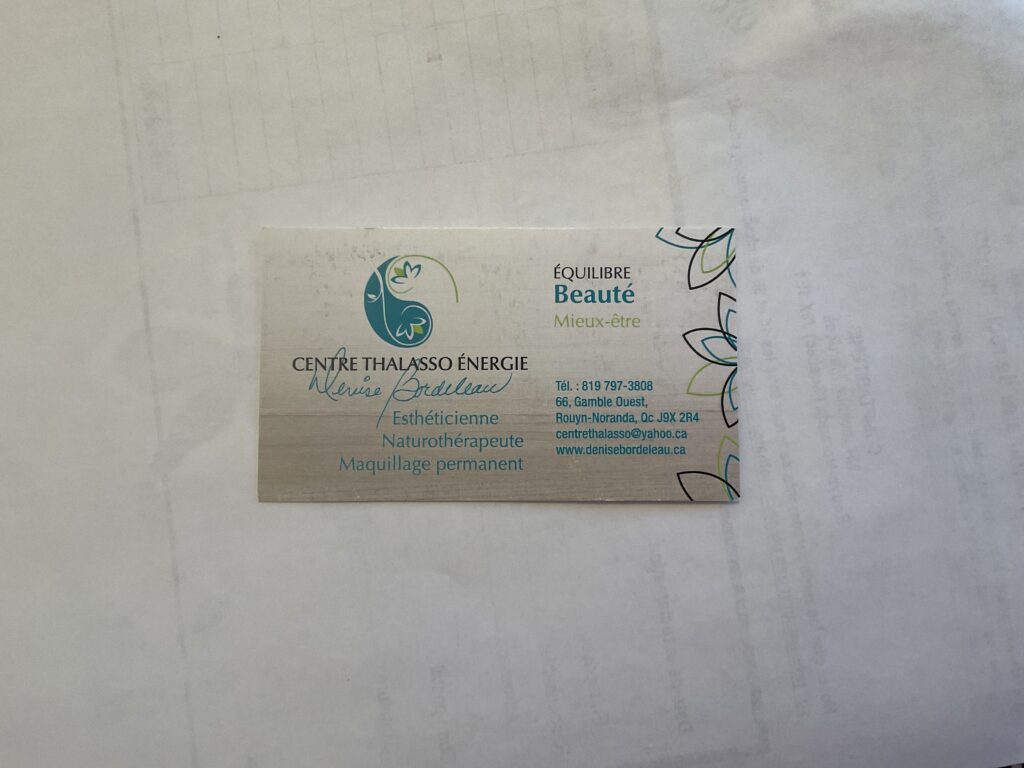 CENTRE THALASSO ÉNERGIE
Denise Bordeleau
Esthéticienne
Naturothérapeute
Maquillage permanent
ÉQUILIBRE
Beauté
Mieux-être
Tél. : 819 797-3808
66, Gamble Ouest,
Rouyn-Noranda, Qc J9X 2R4
centrethalasso@yahoo.ca
www.denisebordeleau.ca